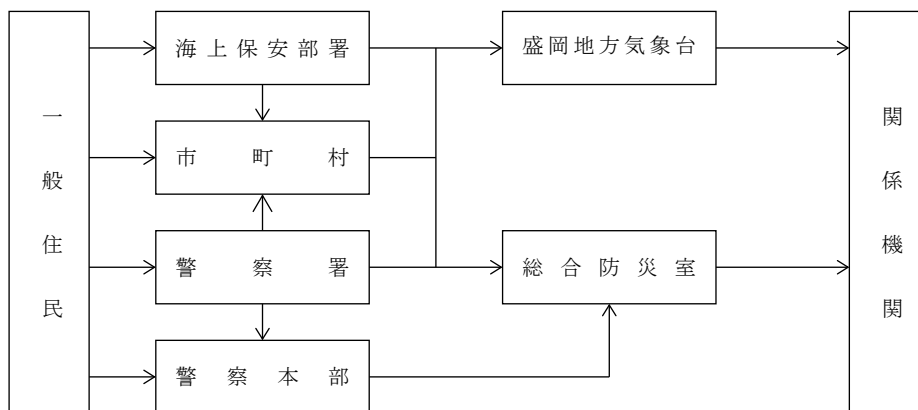 一般住民
海上保安部署
市町村
警察署
警察本部
盛岡地方気象台
総合防災室
関係機関